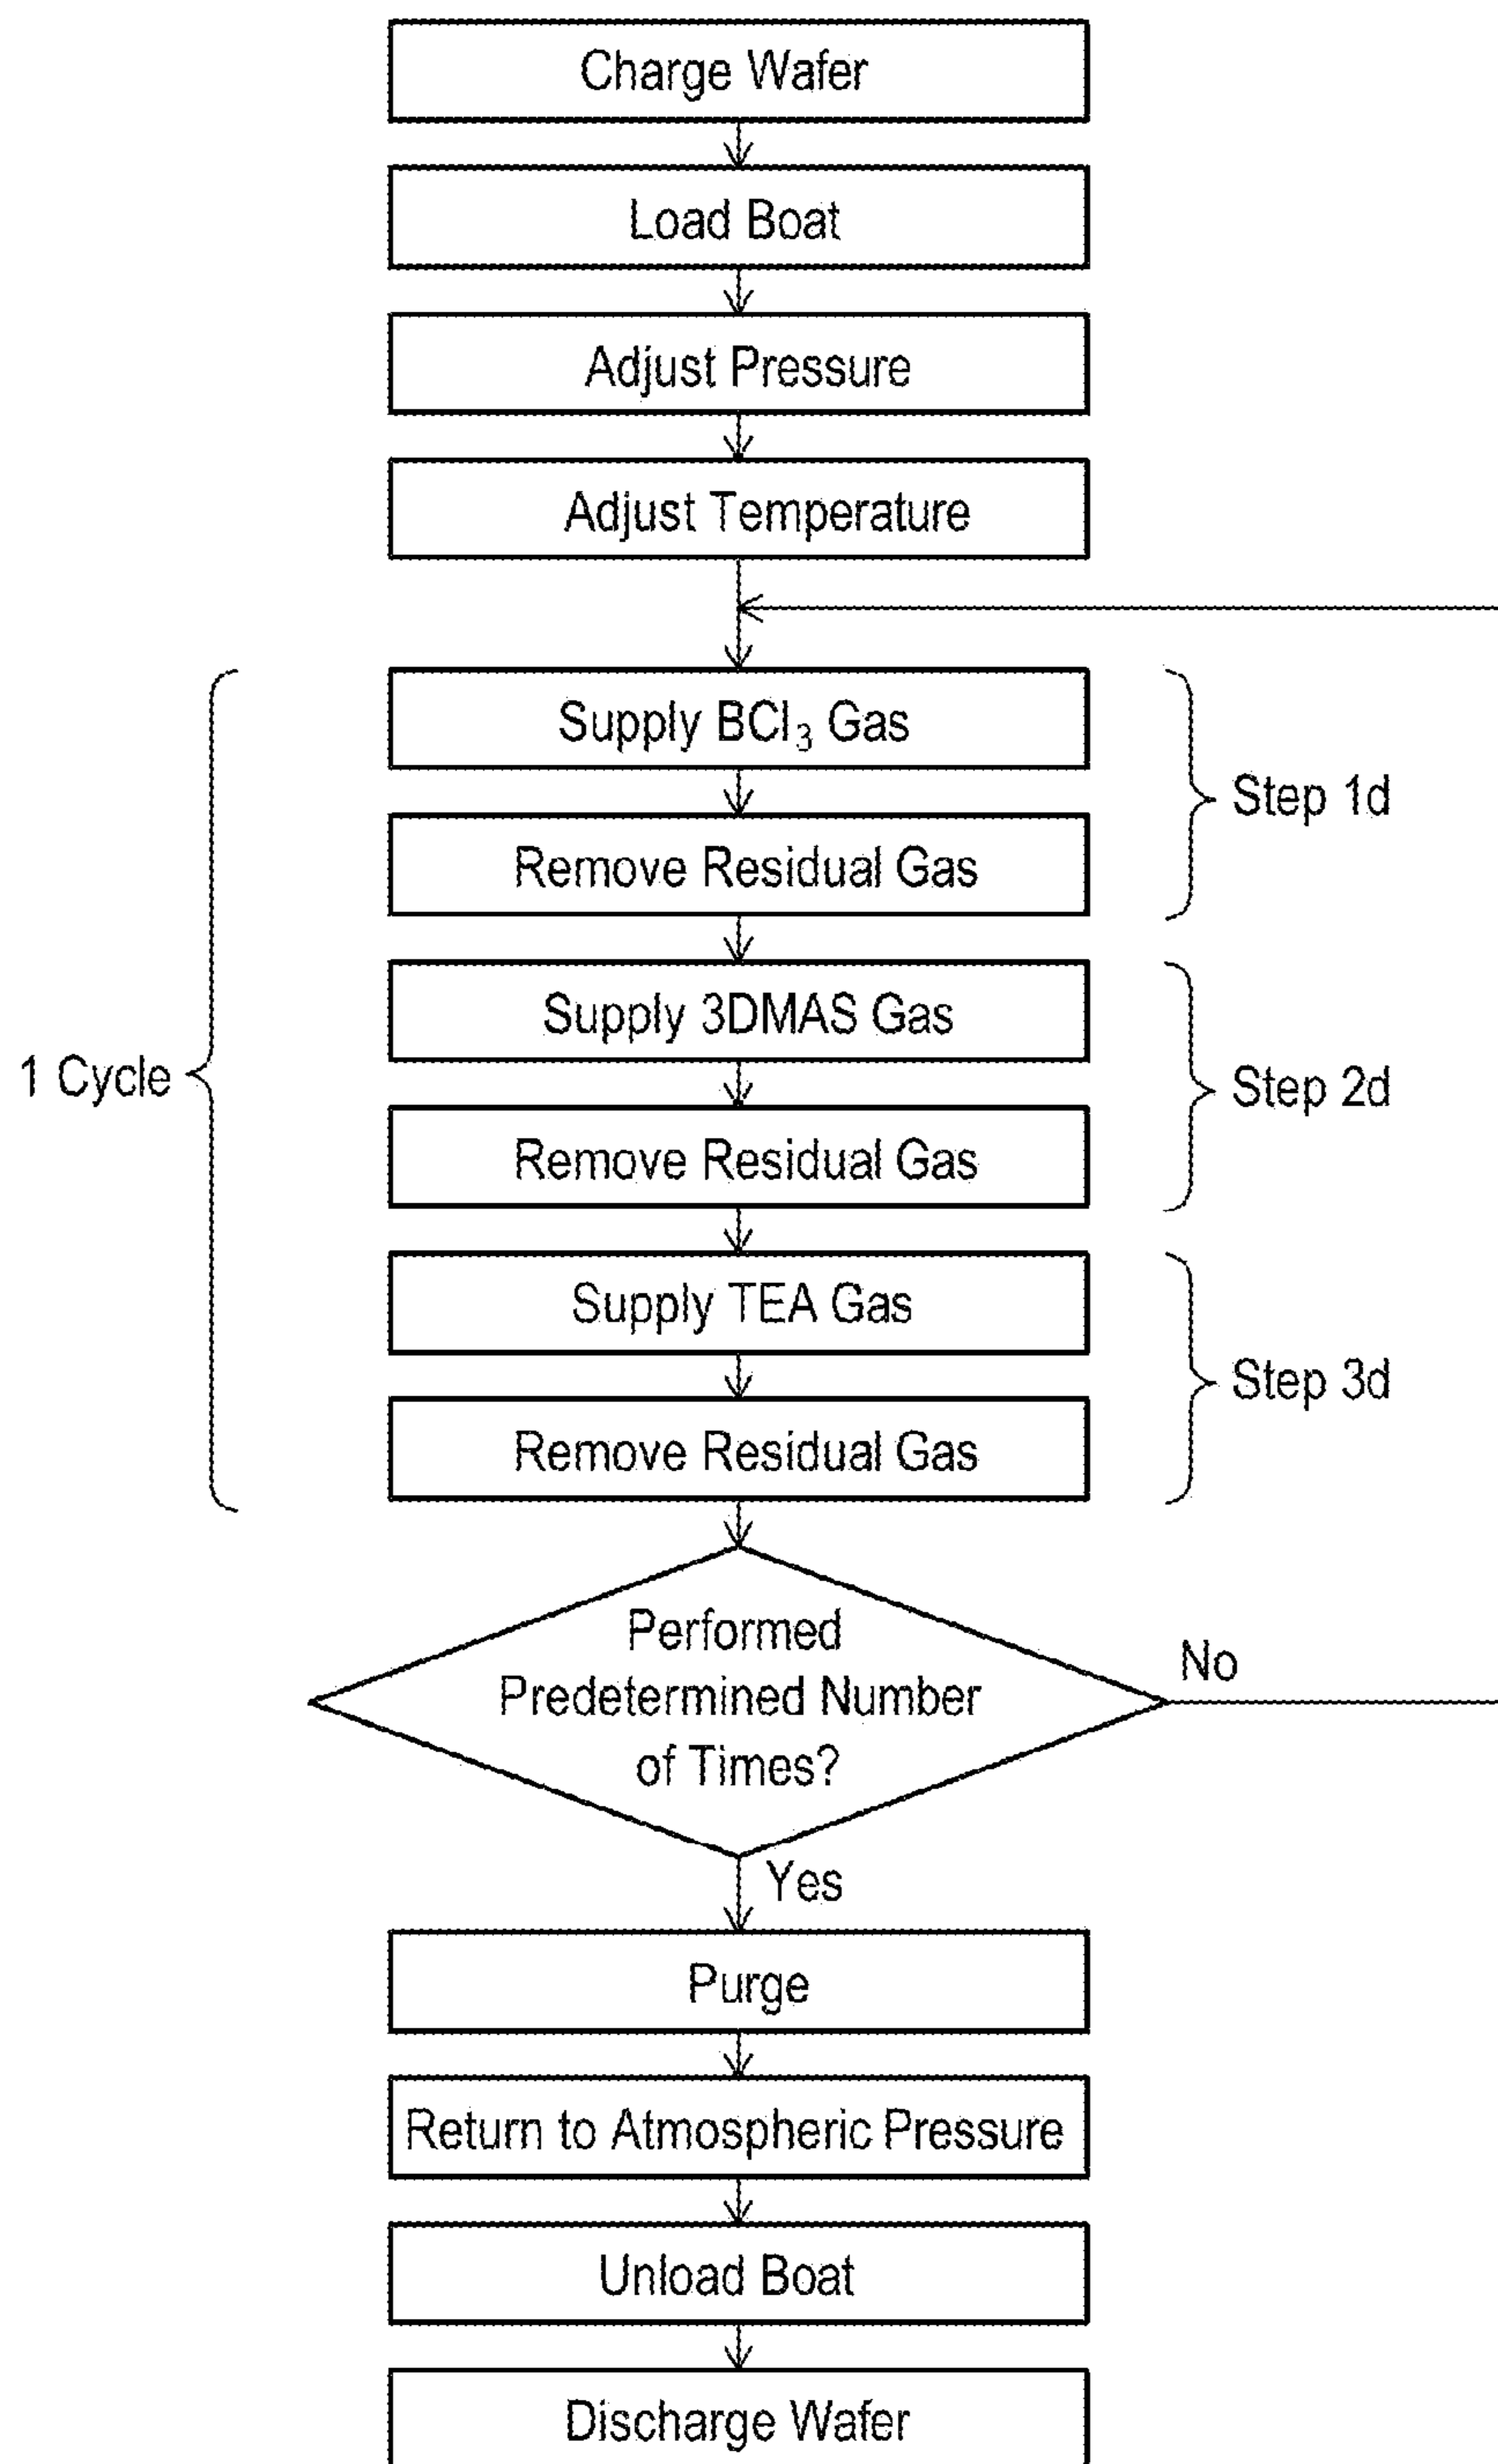 Charge Wafer
Load Boat
Adjust Pressure
Adjust Temperature
Supply BCl₃ Gas
Remove Residual Gas
Step 1d
Supply 3DMAS Gas
Remove Residual Gas
Step 2d
1 Cycle
Supply TEA Gas
Remove Residual Gas
Step 3d
Performed
Predetermined Number
of Times?
No
Yes
Purge
Return to Atmospheric Pressure
Unload Boat
Discharge Wafer